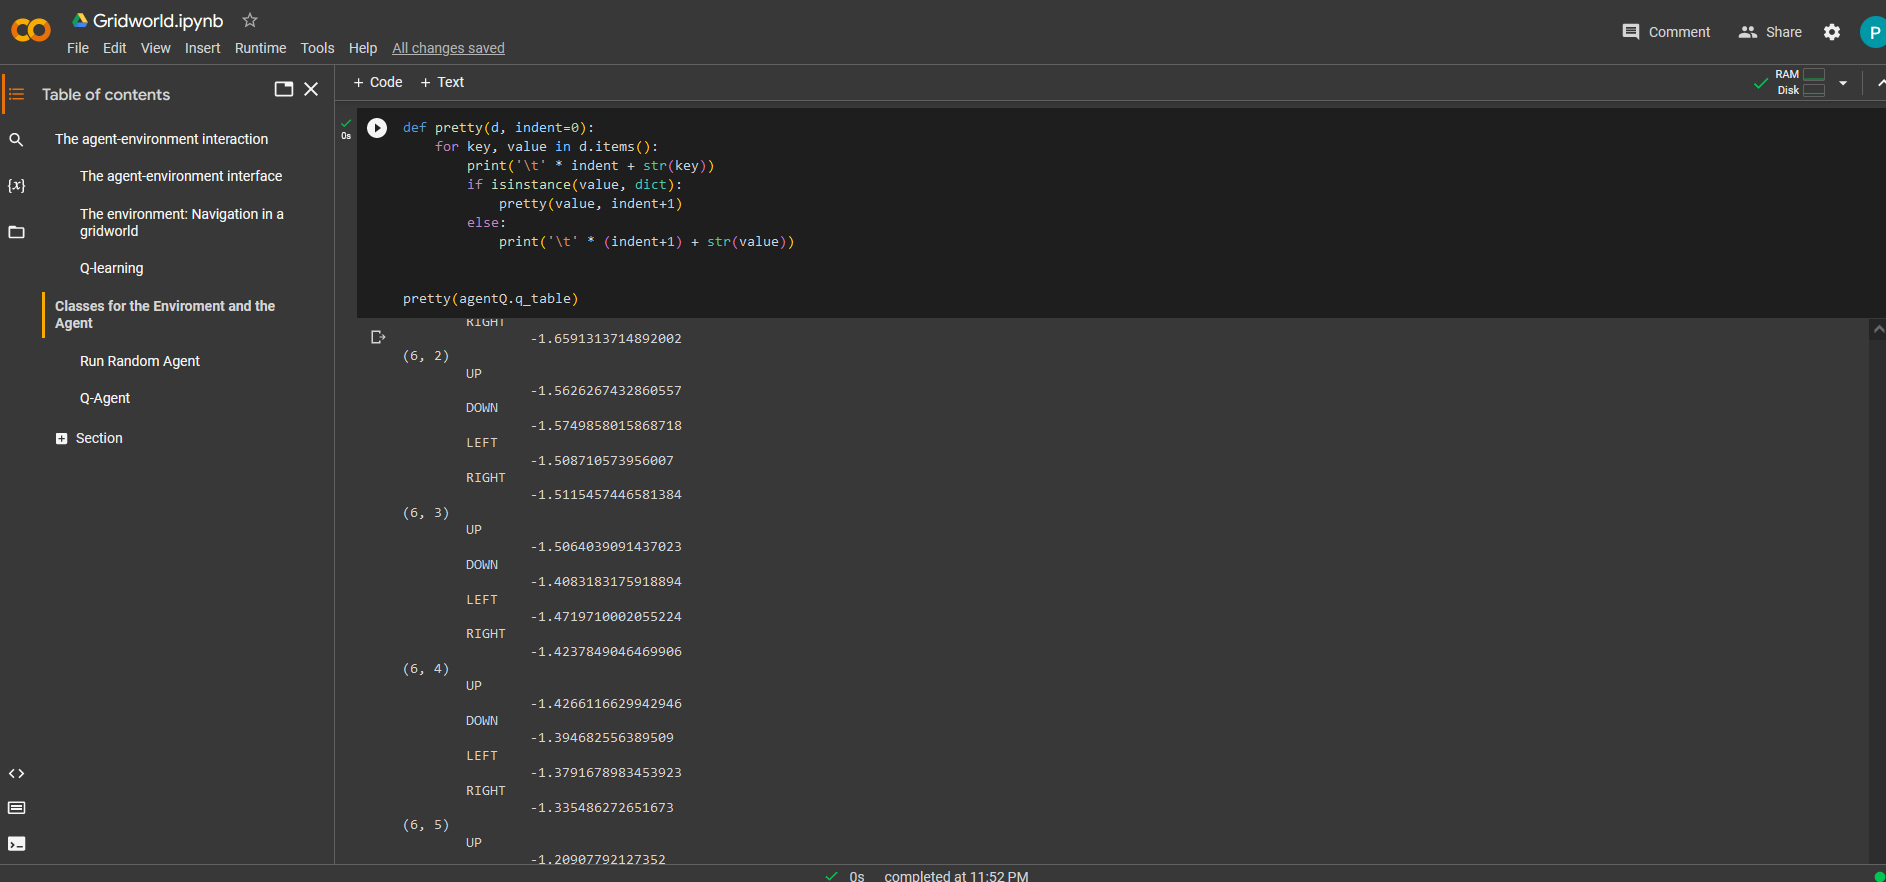 Gridworld.ipynb
File Edit View Insert Runtime Tools Help All changes saved
Comment Share P
Table of contents
The agent-environment interaction
The agent-environment interface
The environment: Navigation in a
gridworld
Q-learning
Classes for the Enviroment and the
Agent
Run Random Agent
Q-Agent
Section
{x}
+ Code + Text
RAM
Disk
0s
def pretty(d, indent=0):
for key, value in d.items():
print('\t' * indent + str(key))
if isinstance(value, dict):
pretty(value, indent+1)
else:
print('\t' * (indent+1) + str(value))
pretty(agentQ.q_table)
RIGHT
-1.6591313714892002
(6, 2)
UP
-1.5626267432860557
DOWN
-1.5749858015868718
LEFT
-1.508710573956007
RIGHT
-1.5115457446581384
(6, 3)
UP
-1.5064039091437023
DOWN
-1.4083183175918894
LEFT
-1.4719710002055224
RIGHT
-1.4237849046469906
(6, 4)
UP
-1.4266116629942946
DOWN
-1.394682556389509
LEFT
-1.3791678983453923
RIGHT
-1.335486272651673
(6, 5)
UP
-1.20907792127352
0s completed at 11:52 PM